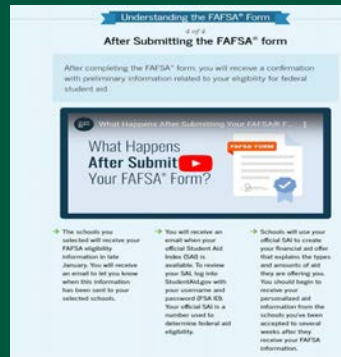 Understanding the FAFSA® Form
4 of 4
After Submitting the FAFSA® form
After completing the FAFSA® form, you will receive a confirmation
with preliminary information related to your eligibility for federal
student aid.
What Happens After Submitting Your FAFSA® F...
What Happens
After Submit
Your FAFSA® Form?
FAFSA FORM
The schools you
selected will receive your
FAFSA eligibility
information in late
January. You will receive
an email to let you know
when this information
has been sent to your
selected schools.
You will receive an
email when your
official Student Aid
Index (SAI) is
available. To review
your SAI, log into
StudentAid.gov with
your username and
password (FSA ID).
Your official SAI is a
number used to
determine federal aid
eligibility.
Schools will use your
official SAI to create
your financial aid offer
that explains the types
and amounts of aid
they are offering you.
You should begin to
receive your
personalized aid
information from the
schools you've been
accepted to several
weeks after they
receive your FAFSA
information.